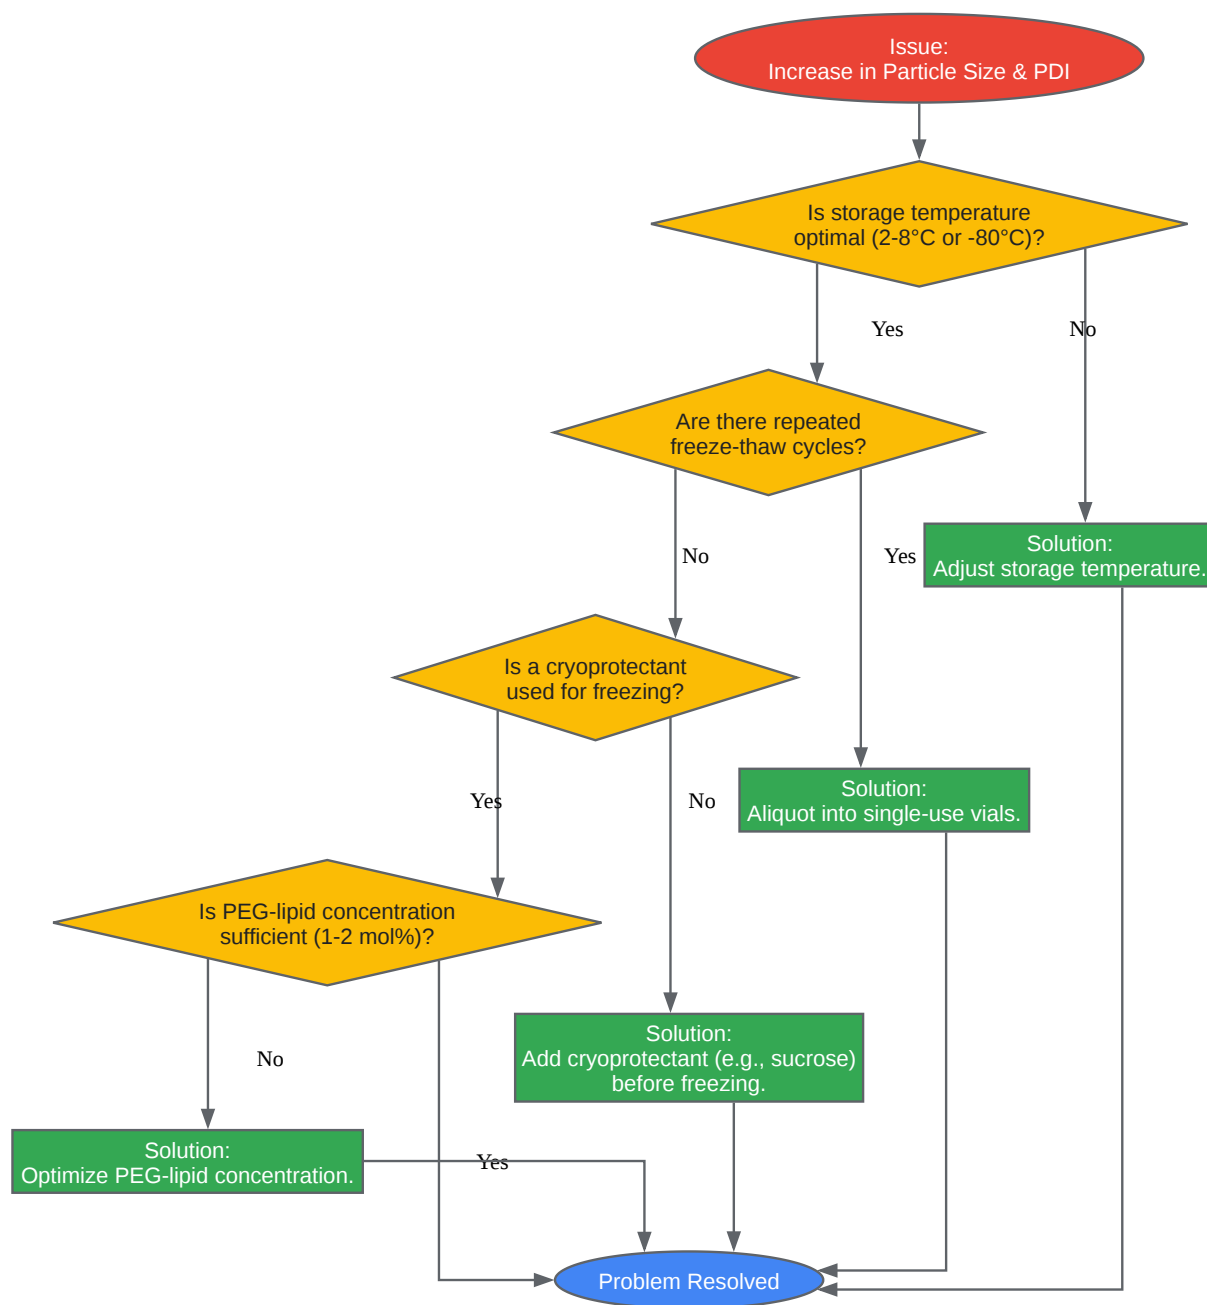 Issue:
Increase in Particle Size & PDI
Is storage temperature
optimal (2-8°C or -80°C)?
Yes
No
Are there repeated
freeze-thaw cycles?
No
Yes
Solution:
Adjust storage temperature.
Is a cryoprotectant
used for freezing?
Yes
No
Solution:
Aliquot into single-use vials.
Is PEG-lipid concentration
sufficient (1-2 mol%)?
No
Solution:
Add cryoprotectant (e.g., sucrose)
before freezing.
Solution:
Optimize PEG-lipid concentration.
Yes
Problem Resolved